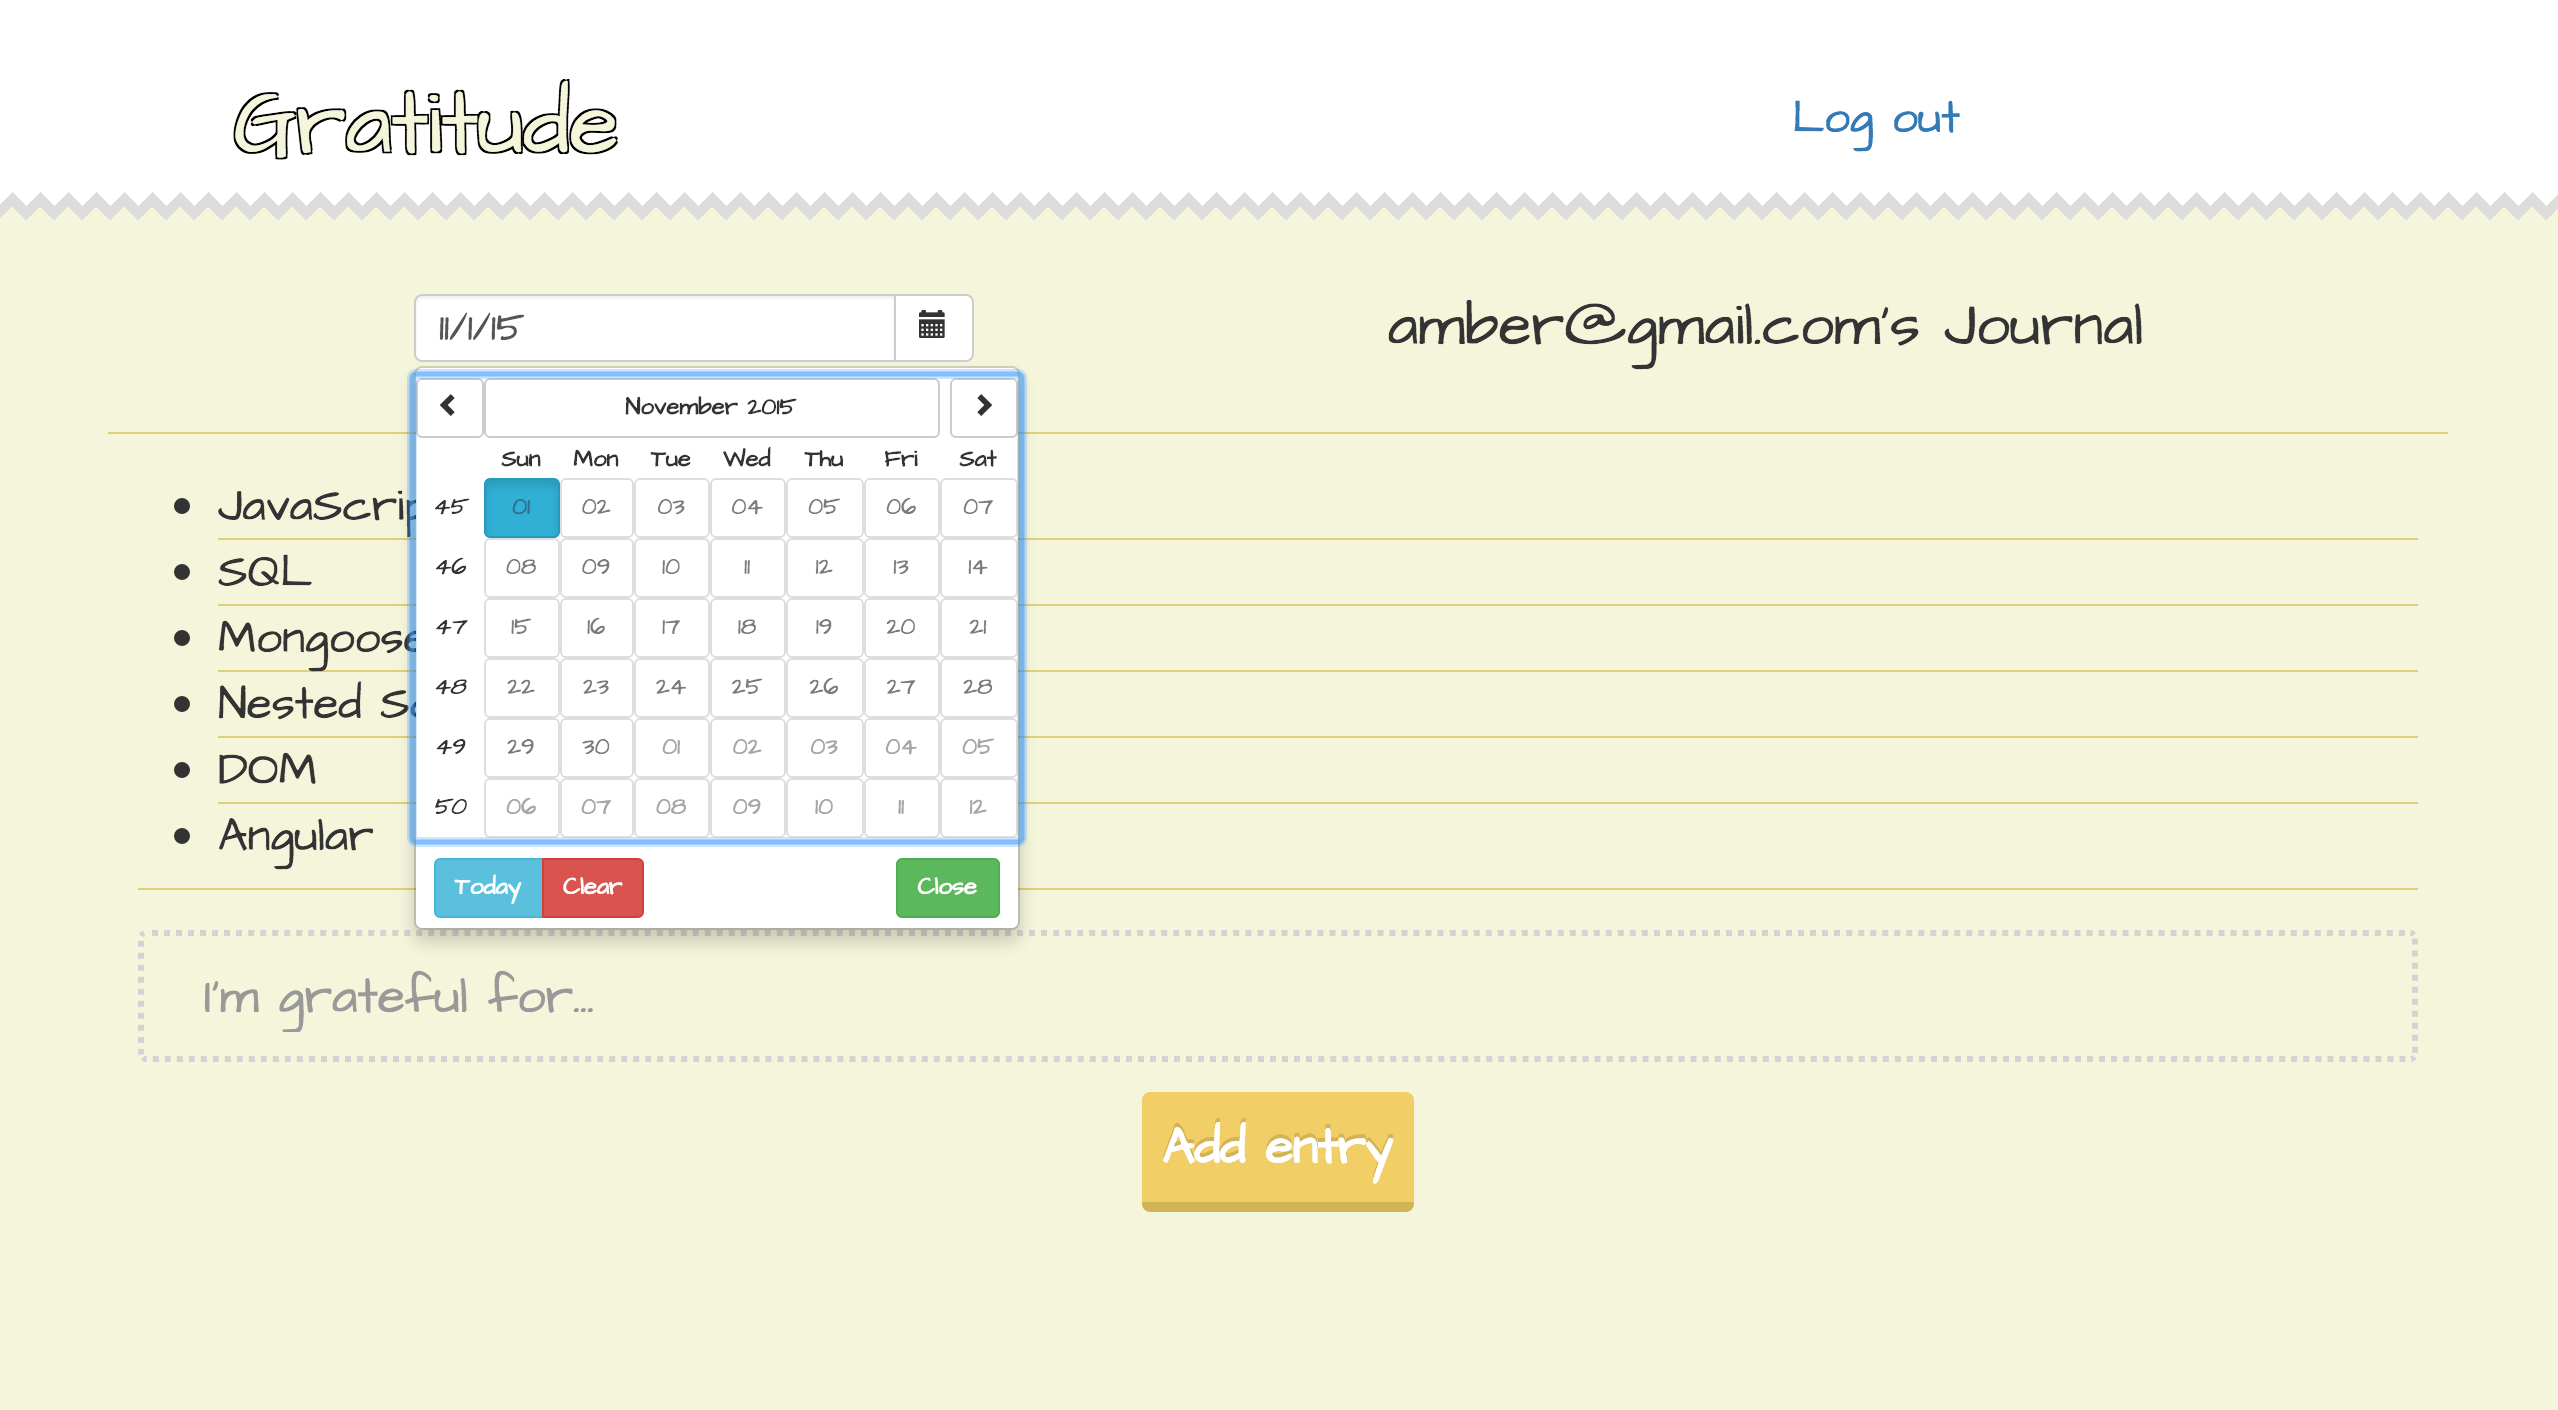 Gratitude
Log out
11/1/15
amber@gmail.com's Journal
November 2015
Sun Mon Tue Wed Thu Fri Sat
45 01 02 03 04 05 06 07
46 08 09 10 11 12 13 14
47 15 16 17 18 19 20 21
48 22 23 24 25 26 27 28
49 29 30 01 02 03 04 05
50 06 07 08 09 10 11 12
Today Clear Close
JavaScrip
SQL
Mongoose
Nested
DOM
Angular
I'm grateful for...
Add entry